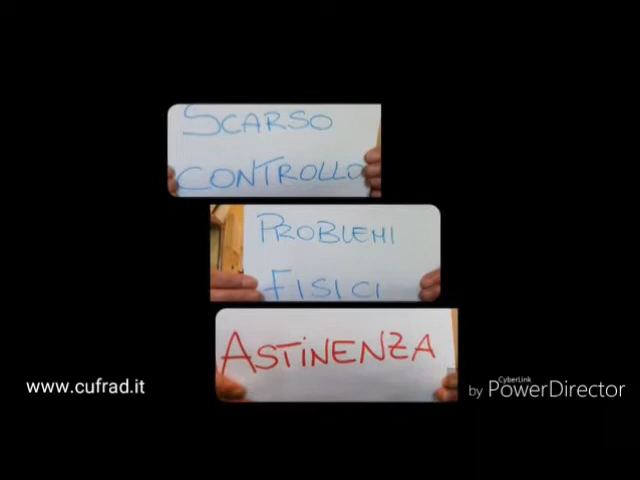 SCARSO
CONTROLLO
PROBLEMI
FISICI
ASTINENZA
www.cufrad.it
by CyberLink PowerDirector